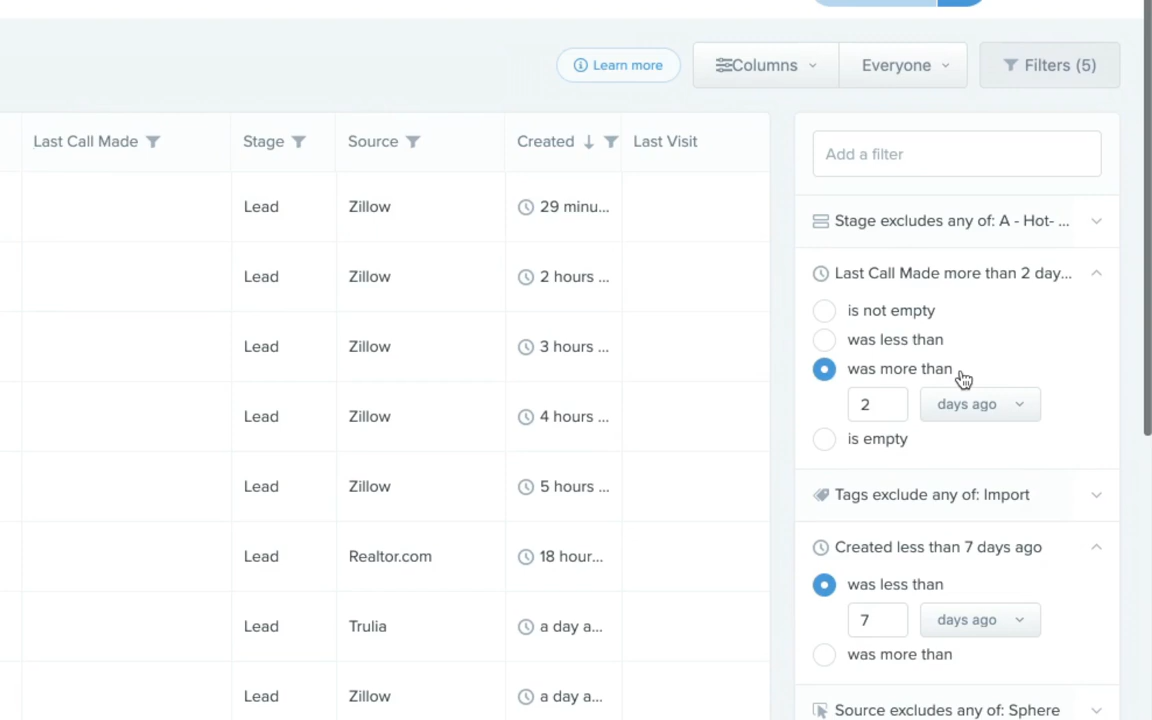 Learn more
Columns
Everyone
Filters (5)
Last Call Made
Stage
Source
Created
Last Visit
Lead Zillow 29 minu...
Lead Zillow 2 hours ...
Lead Zillow 3 hours ...
Lead Zillow 4 hours ...
Lead Zillow 5 hours ...
Lead Realtor.com 18 hour...
Lead Trulia a day a...
Lead Zillow a day a...
Add a filter
Stage excludes any of: A - Hot- ...
Last Call Made more than 2 day...
is not empty
was less than
was more than
2 days ago
is empty
Tags exclude any of: Import
Created less than 7 days ago
was less than
7 days ago
was more than
Source excludes any of: Sphere